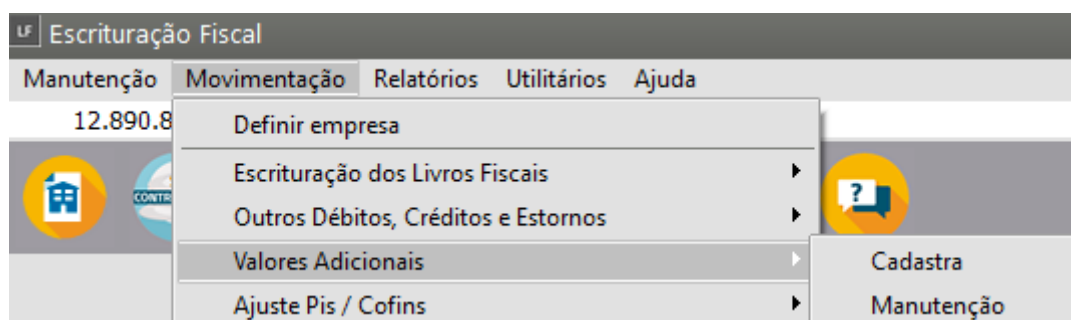 LF Escrituração Fiscal
Manutenção Movimentação Relatórios Utilitários Ajuda
12.890.8
Definir empresa
Escrituração dos Livros Fiscais
Outros Débitos, Créditos e Estornos
Valores Adicionais
Cadastra
Ajuste Pis / Cofins
Manutenção